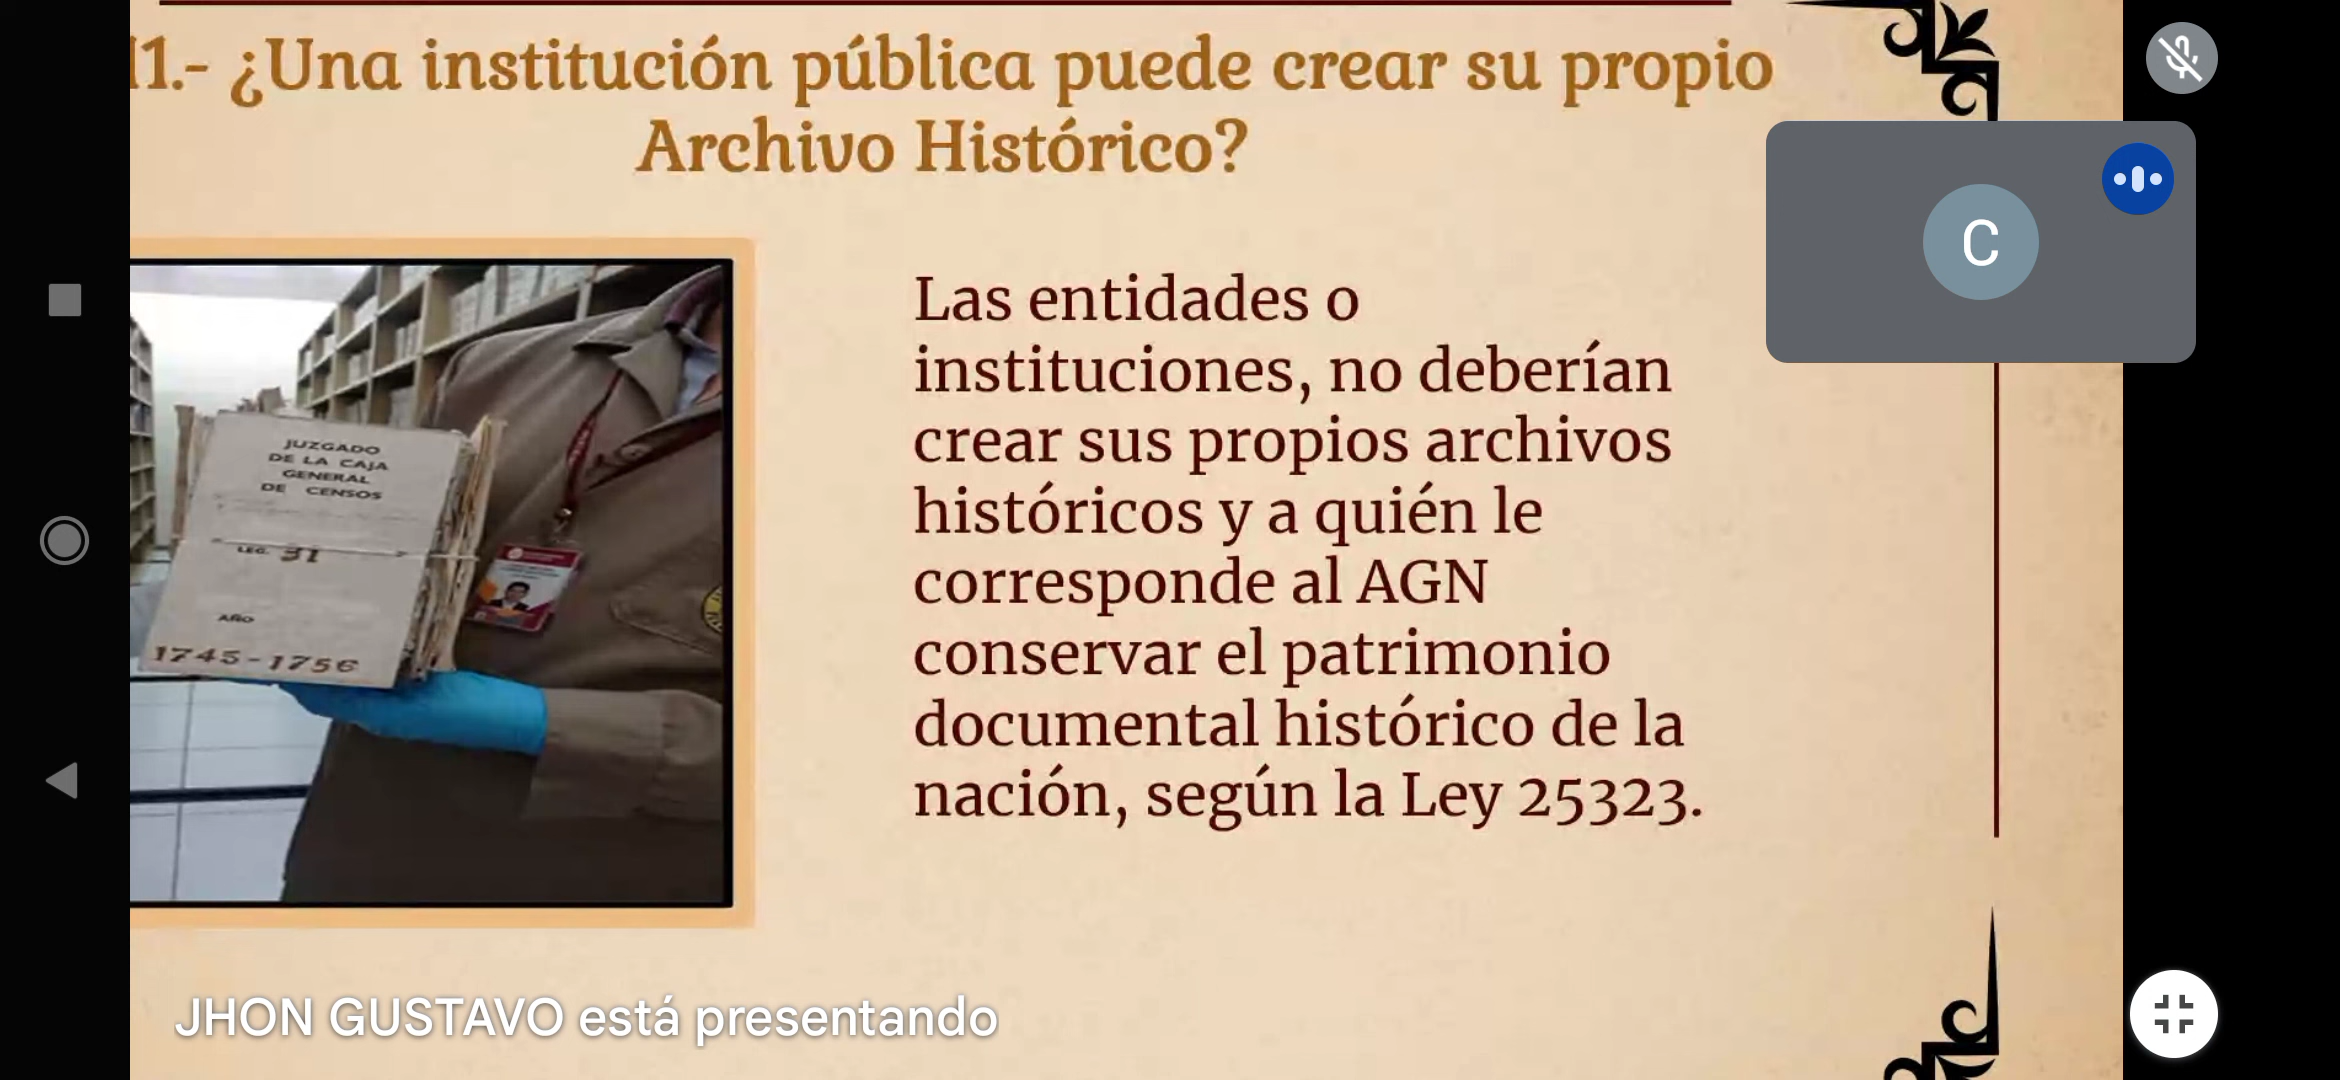 11.- ¿Una institución pública puede crear su propio
Archivo Histórico?
JUZGADO
DE LA CAJA
GENERAL
DE CENSOS
LEG. 31
AÑO
1745-1756
Las entidades o
instituciones, no deberían
crear sus propios archivos
históricos y a quién le
corresponde al AGN
conservar el patrimonio
documental histórico de la
nación, según la Ley 25323.
C
JHON GUSTAVO está presentando